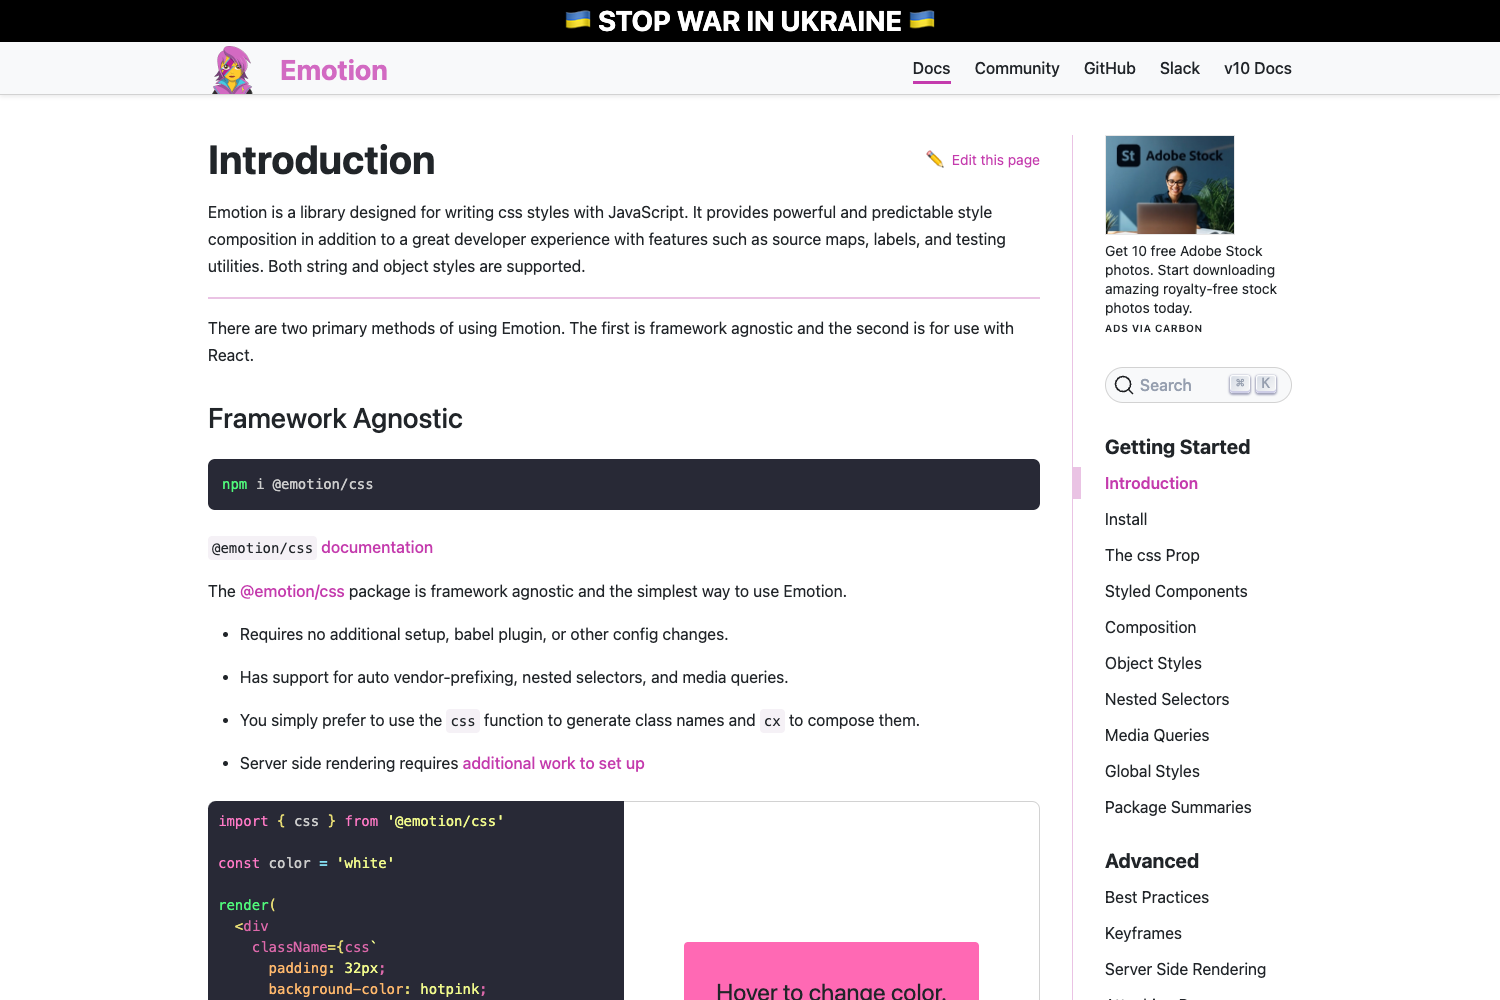 STOP WAR IN UKRAINE
Emotion
Docs
Community
GitHub
Slack
v10 Docs
Introduction
Edit this page
Emotion is a library designed for writing css styles with JavaScript. It provides powerful and predictable style
composition in addition to a great developer experience with features such as source maps, labels, and testing
utilities. Both string and object styles are supported.
There are two primary methods of using Emotion. The first is framework agnostic and the second is for use with
React.
Framework Agnostic
npm i @emotion/css
@emotion/css documentation
The @emotion/css package is framework agnostic and the simplest way to use Emotion.
• Requires no additional setup, babel plugin, or other config changes.
• Has support for auto vendor-prefixing, nested selectors, and media queries.
• You simply prefer to use the css function to generate class names and cx to compose them.
• Server side rendering requires additional work to set up
import { css } from '@emotion/css'
const color = 'white'
render(
<div
className={css`
padding: 32px;
background-color: hotpink;
Hover to change color.
St Adobe Stock
Get 10 free Adobe Stock
photos. Start downloading
amazing royalty-free stock
photos today.
ADS VIA CARBON
Search ⌘ K
Getting Started
Introduction
Install
The css Prop
Styled Components
Composition
Object Styles
Nested Selectors
Media Queries
Global Styles
Package Summaries
Advanced
Best Practices
Keyframes
Server Side Rendering